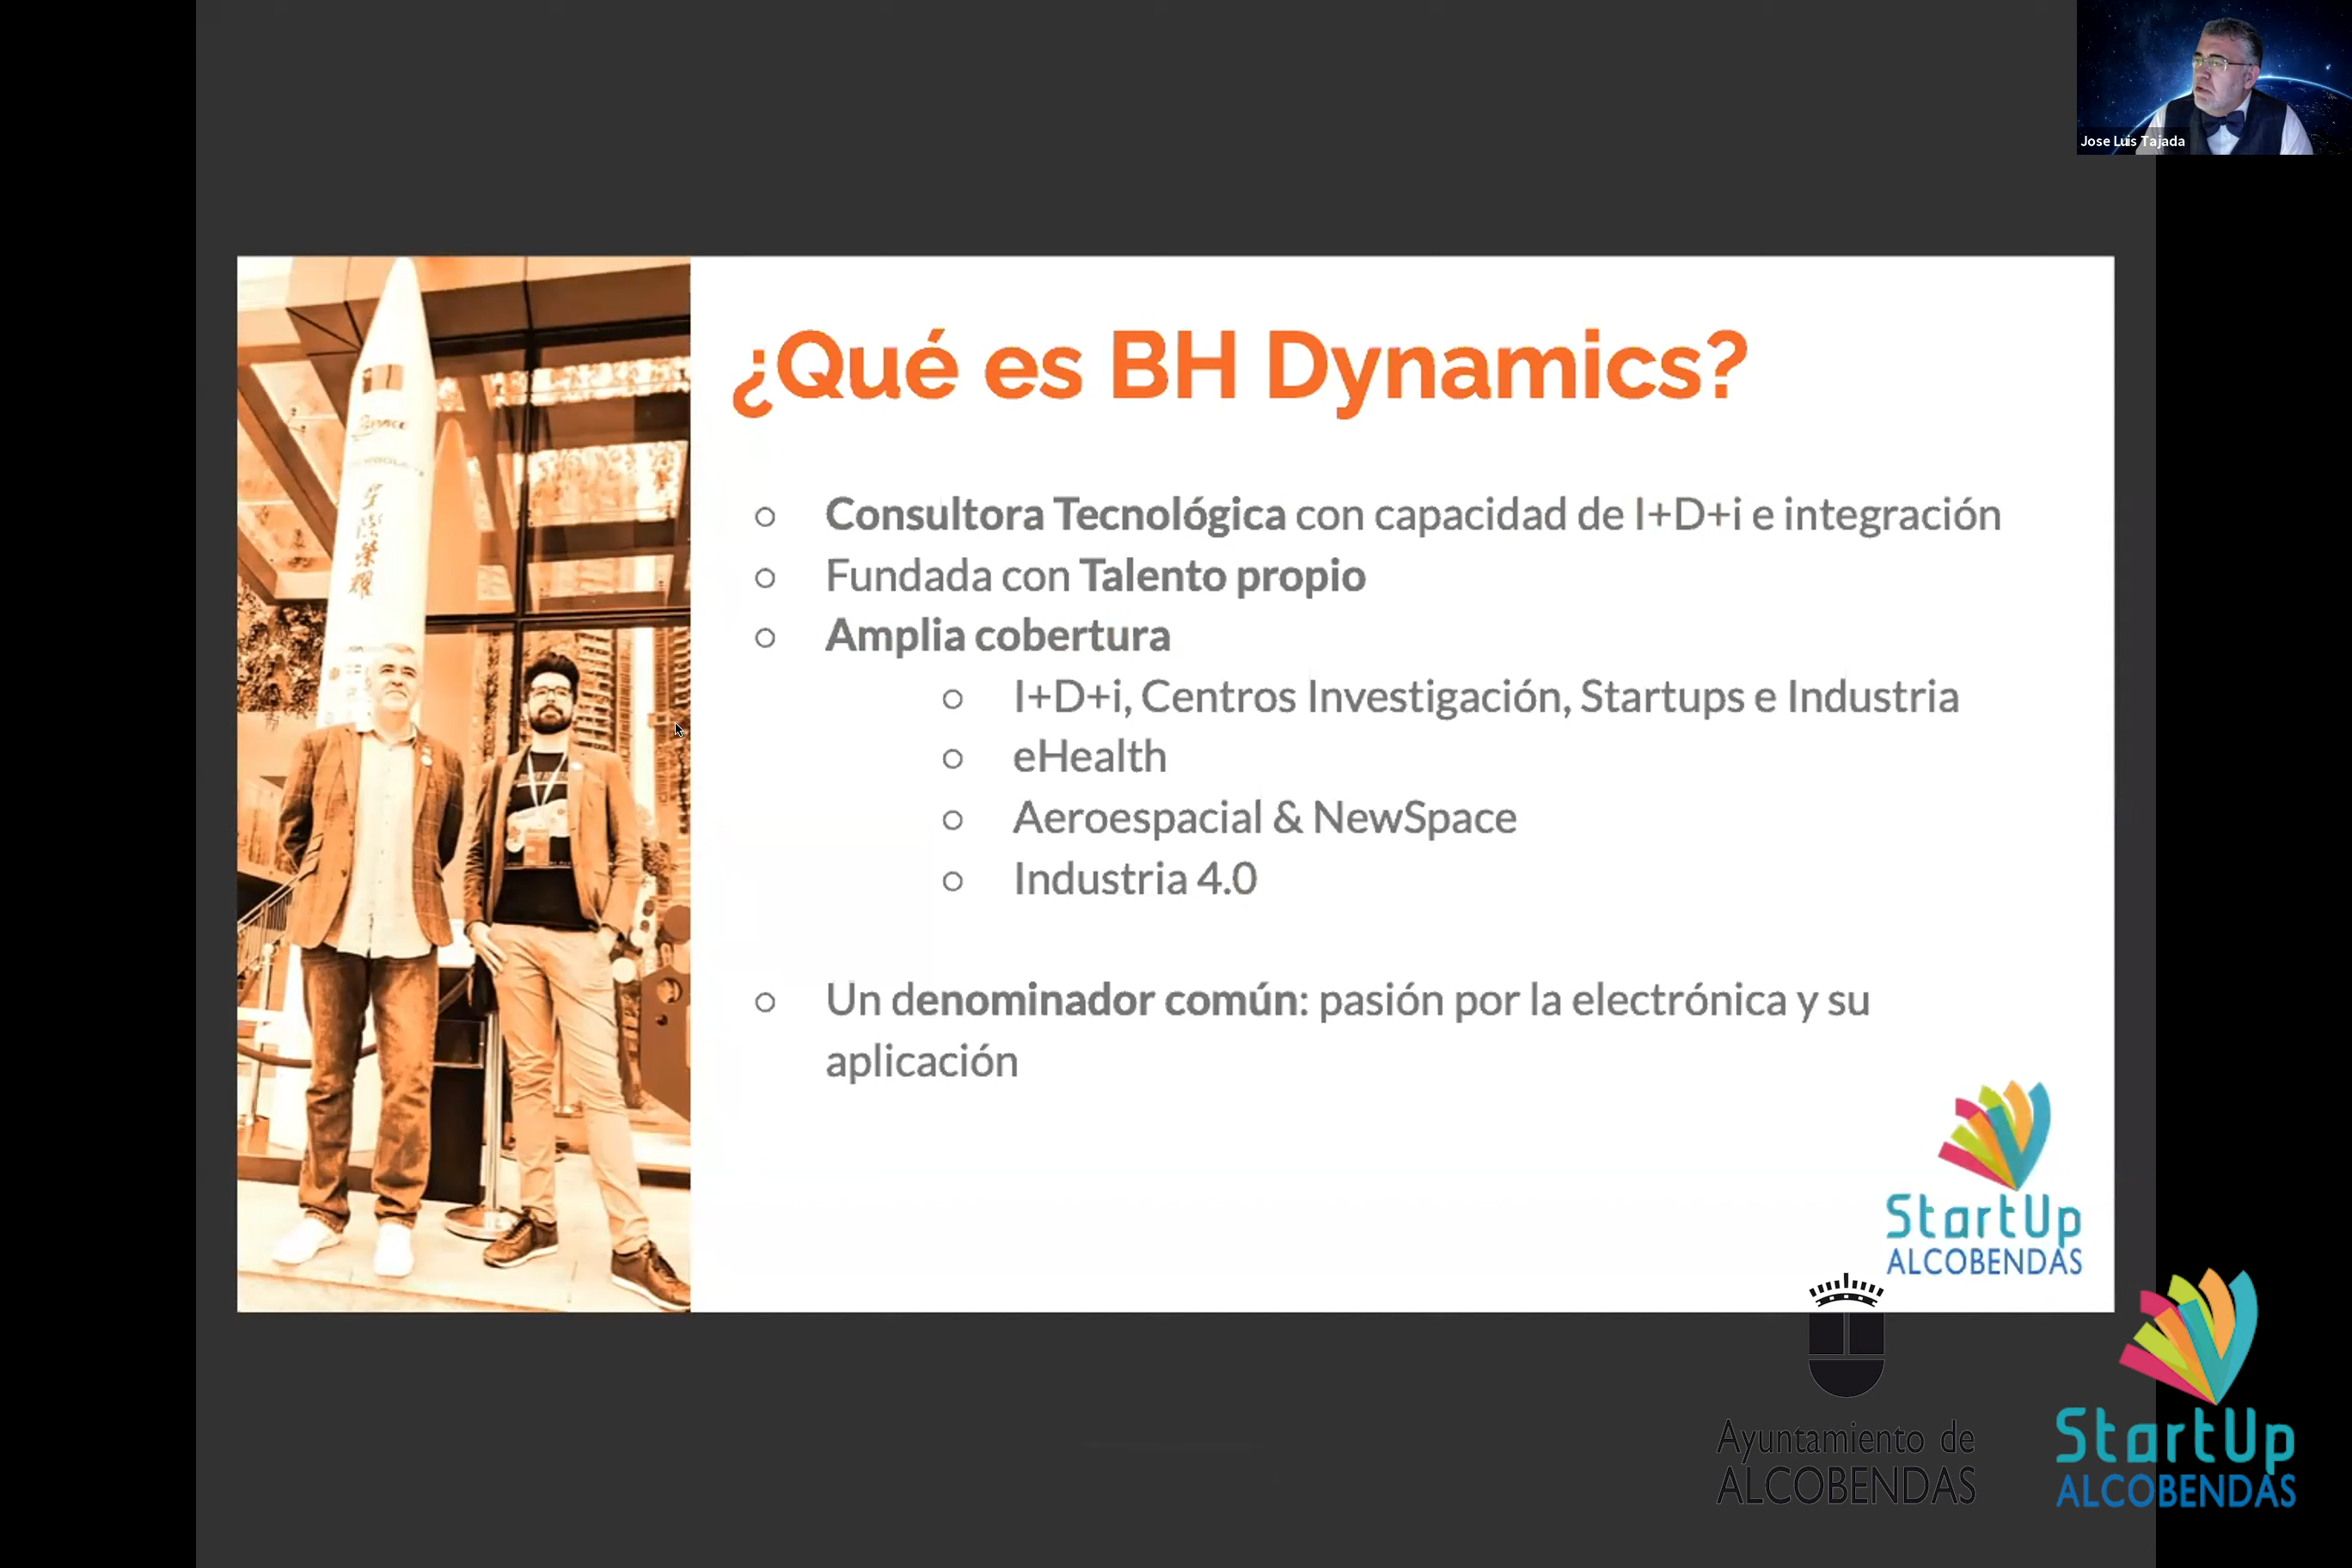 Jose Luis Tajada
¿Qué es BH Dynamics?
○ Consultora Tecnológica con capacidad de I+D+i e integración
○ Fundada con Talento propio
○ Amplia cobertura
○ I+D+i, Centros Investigación, Startups e Industria
○ eHealth
○ Aeroespacial & NewSpace
○ Industria 4.0
○ Un denominador común: pasión por la electrónica y su
aplicación
StartUp
ALCOBENDAS
Ayuntamiento de
ALCOBENDAS
StartUp
ALCOBENDAS